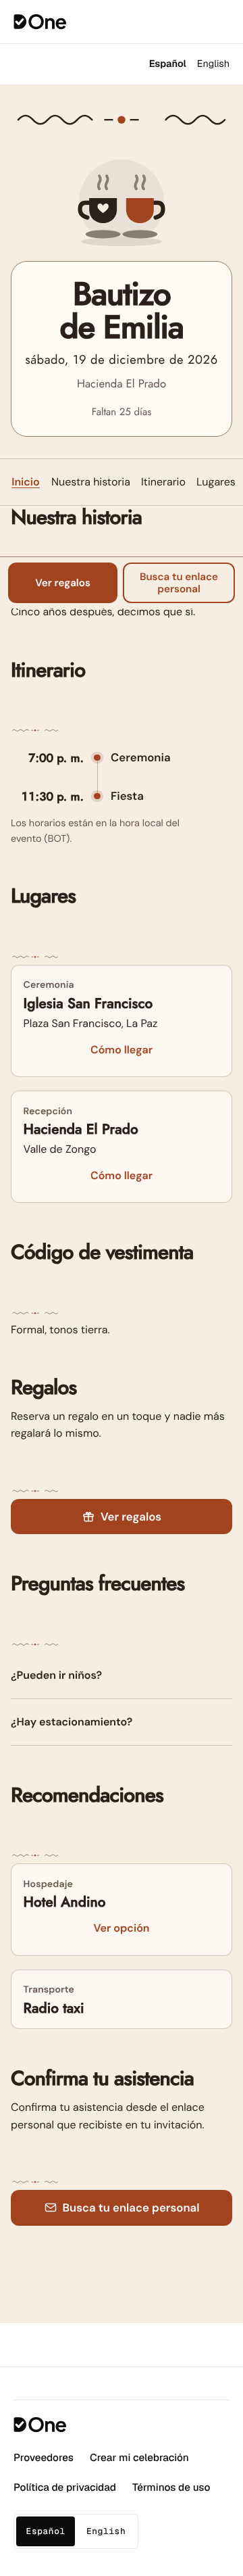 One
Español English
Bautizo
de Emilia
sábado, 19 de diciembre de 2026
Hacienda El Prado
Faltan 25 días
Inicio Nuestra historia Itinerario Lugares
Nuestra historia
Ver regalos
Busca tu enlace
personal
Cinco años después, decimos que sí.
Itinerario
7:00 p. m. Ceremonia
11:30 p. m. Fiesta
Los horarios están en la hora local del
evento (BOT).
Lugares
Ceremonia
Iglesia San Francisco
Plaza San Francisco, La Paz
Cómo llegar
Recepción
Hacienda El Prado
Valle de Zongo
Cómo llegar
Código de vestimenta
Formal, tonos tierra.
Regalos
Reserva un regalo en un toque y nadie más
regalará lo mismo.
Ver regalos
Preguntas frecuentes
¿Pueden ir niños?
¿Hay estacionamiento?
Recomendaciones
Hospedaje
Hotel Andino
Ver opción
Transporte
Radio taxi
Confirma tu asistencia
Confirma tu asistencia desde el enlace
personal que recibiste en tu invitación.
Busca tu enlace personal
One
Proveedores Crear mi celebración
Política de privacidad Términos de uso
Español English